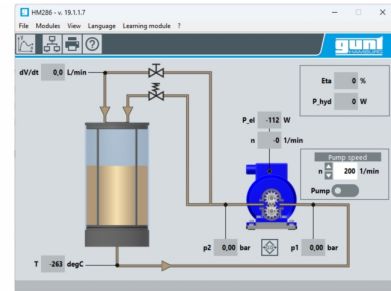 HM286 - v. 19.1.1.7
File Modules View Language Learning module ?
gunt
HAMBURG
dV/dt 0,0 L/min
Eta 0 %
P_hyd 0 W
P_el -112 W
n -0 1/min
Pump speed
n 200 1/min
Pump
p2 0,00 bar
p1 0,00 bar
T -263 degC